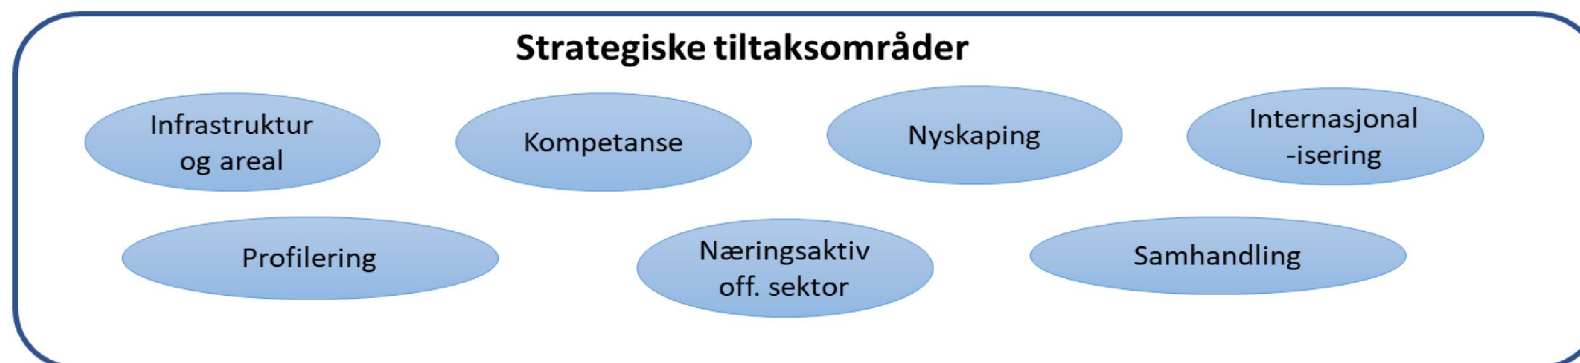 Strategiske tiltaksområder
Infrastruktur
og areal
Kompetanse
Nyskaping
Internasjonal
-isering
Profilering
Næringsaktiv
off. sektor
Samhandling